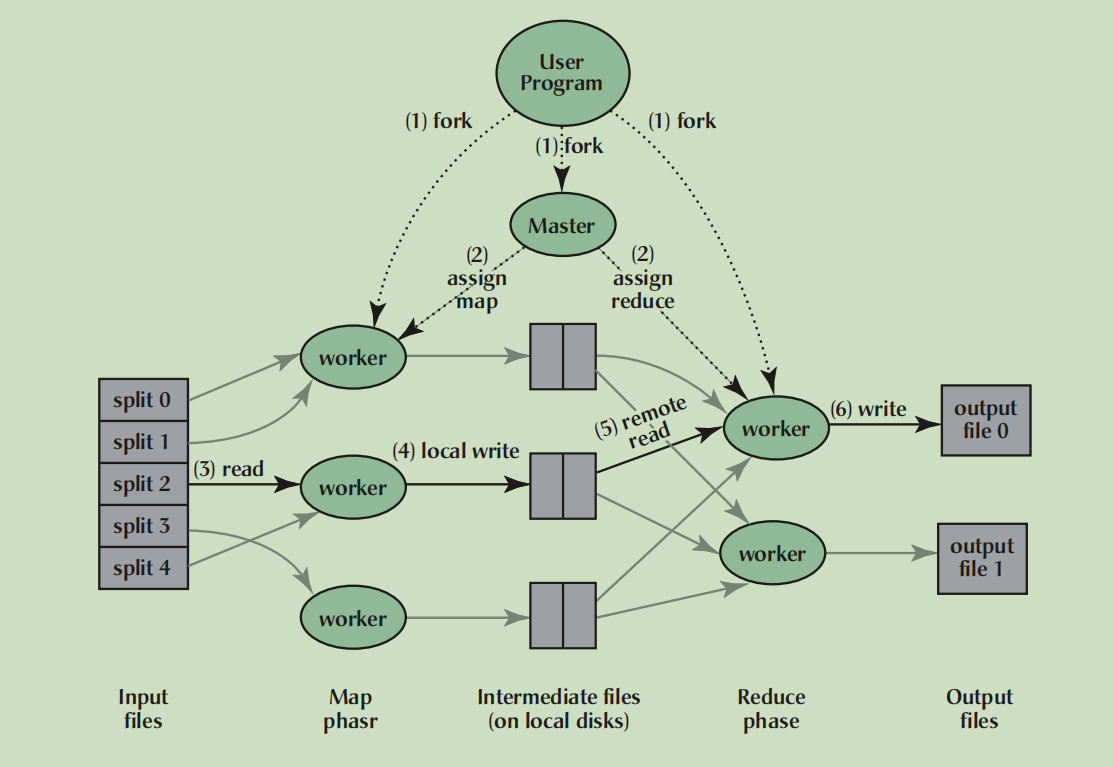 User
Program
(1) fork
(1) fork
(1) fork
Master
(2)
assign
map
(2)
assign
reduce
worker
split 0
split 1
split 2
split 3
split 4
(3) read
worker
(4) local write
worker
(5) remote
read
worker
(6) write
output
file 0
worker
output
file 1
Input
files
Map
phasr
Intermediate files
(on local disks)
Reduce
phase
Output
files